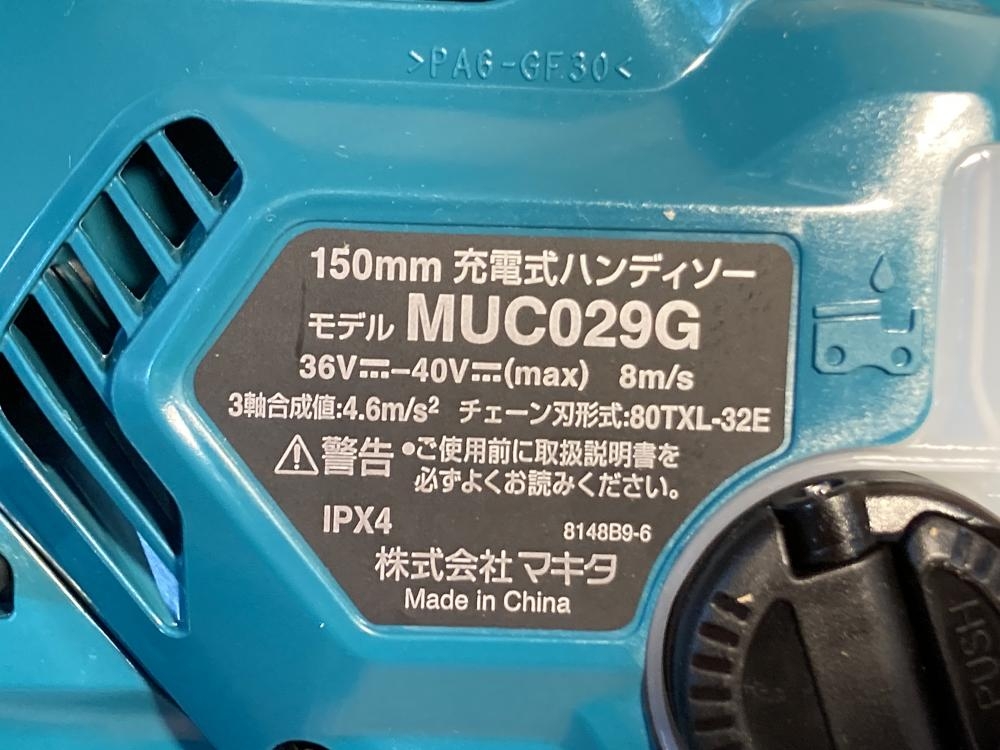 >PA6-GF30<
150mm 充電式ハンディソー
モデル MUC029G
36V⎓–40V⎓(max) 8m/s
3軸合成値:4.6m/s² チェーン刃形式:80TXL-32E
⚠警告 •ご使用前に取扱説明書を
必ずよくお読みください。
IPX4 8148B9-6
株式会社マキタ
Made in China
PUSH